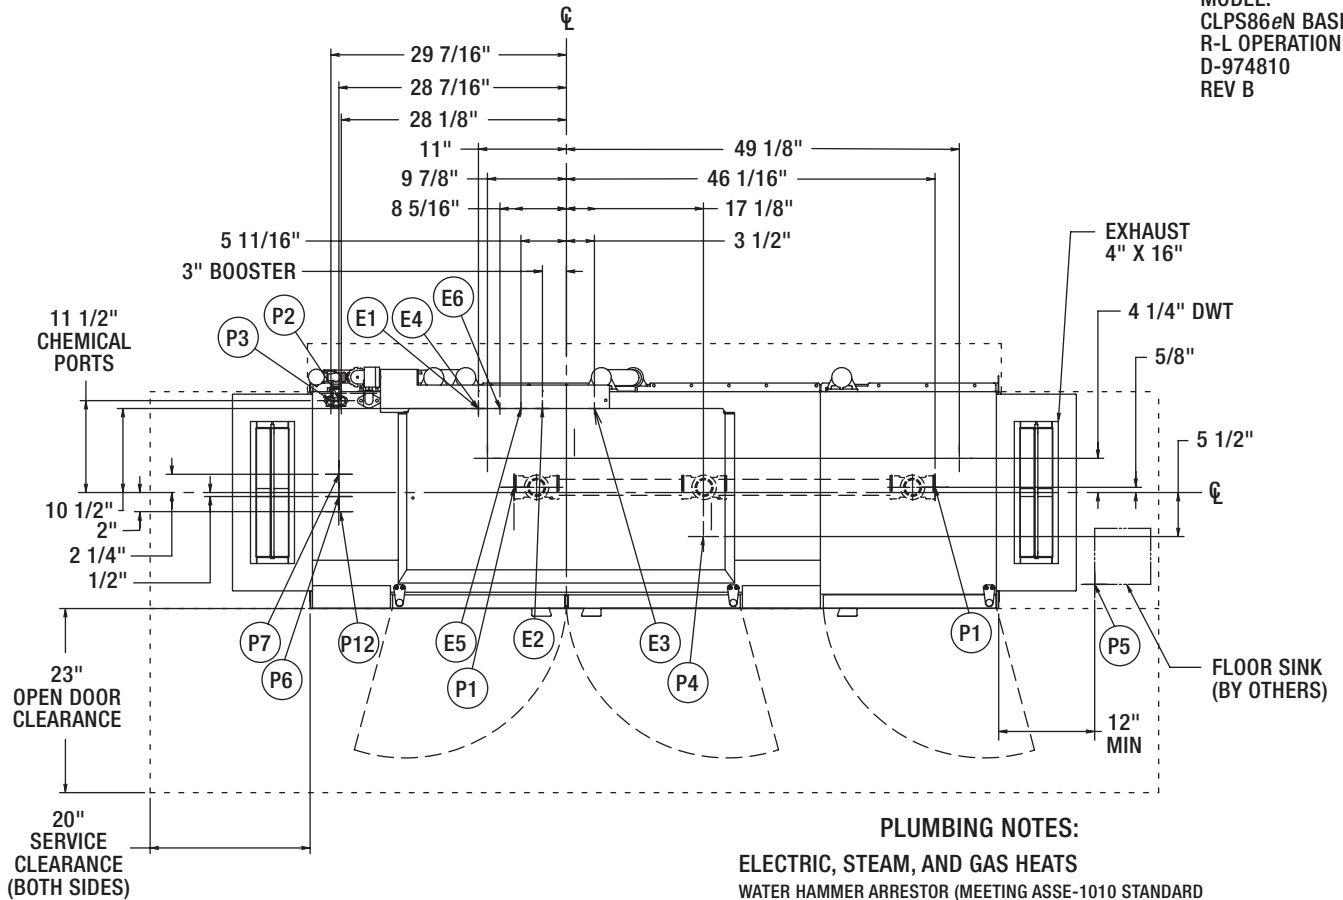 MODEL:
R-L OPERATION
D-974810
REV B
CLPS86eN
℄
29 7/16"
28 7/16"
28 1/8"
11"
49 1/8"
9 7/8"
46 1/16"
8 5/16"
17 1/8"
5 11/16"
3 1/2"
3" BOOSTER
EXHAUST
4" X 16"
4 1/4" DWT
5/8"
5 1/2"
℄
11 1/2"
CHEMICAL
PORTS
P3
P2
E1
E4
E6
10 1/2"
2"
2 1/4"
1/2"
P7
P6
P12
E5
P1
E2
E3
P4
P1
P5
FLOOR SINK
(BY OTHERS)
12"
MIN
23"
OPEN DOOR
CLEARANCE
20"
SERVICE
CLEARANCE
(BOTH SIDES)
PLUMBING NOTES:
ELECTRIC, STEAM, AND GAS HEATS
WATER HAMMER ARRESTOR (MEETING ASSE-1010 STANDARD